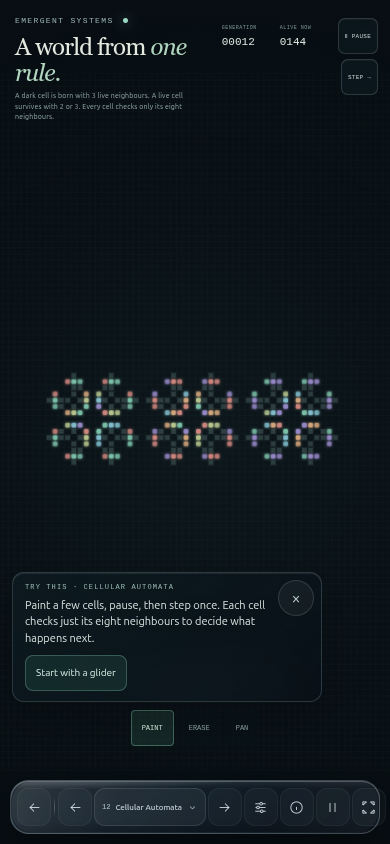 EMERGENT SYSTEMS
A world from one
rule.
A dark cell is born with 3 live neighbours. A live cell
survives with 2 or 3. Every cell checks only its eight
neighbours.
GENERATION
00012
ALIVE NOW
0144
PAUSE
STEP →
TRY THIS · CELLULAR AUTOMATA
Paint a few cells, pause, then step once. Each cell
checks just its eight neighbours to decide what
happens next.
×
Start with a glider
PAINT ERASE PAN
12 Cellular Automata